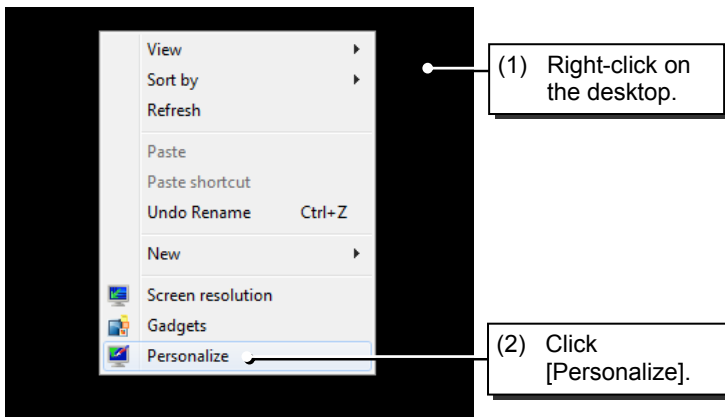 View
(1) Right-click on
the desktop.
Sort by
Refresh
Paste
Paste shortcut
Undo Rename Ctrl+Z
New
Screen resolution
Gadgets
Personalize
(2) Click
[Personalize].